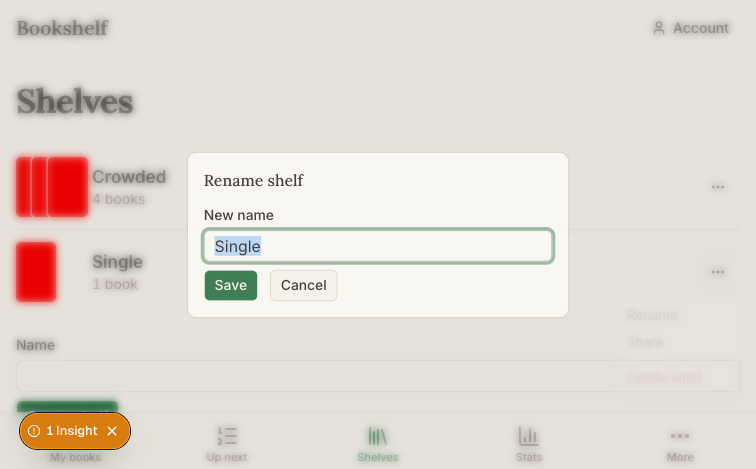 Bookshelf
Account
Shelves
Crowded
4 books
Single
1 book
Rename shelf
New name
Single
Save
Cancel
Rename
Share
Delete shelf
Name
1 Insight
My books
Up next
Shelves
Stats
More